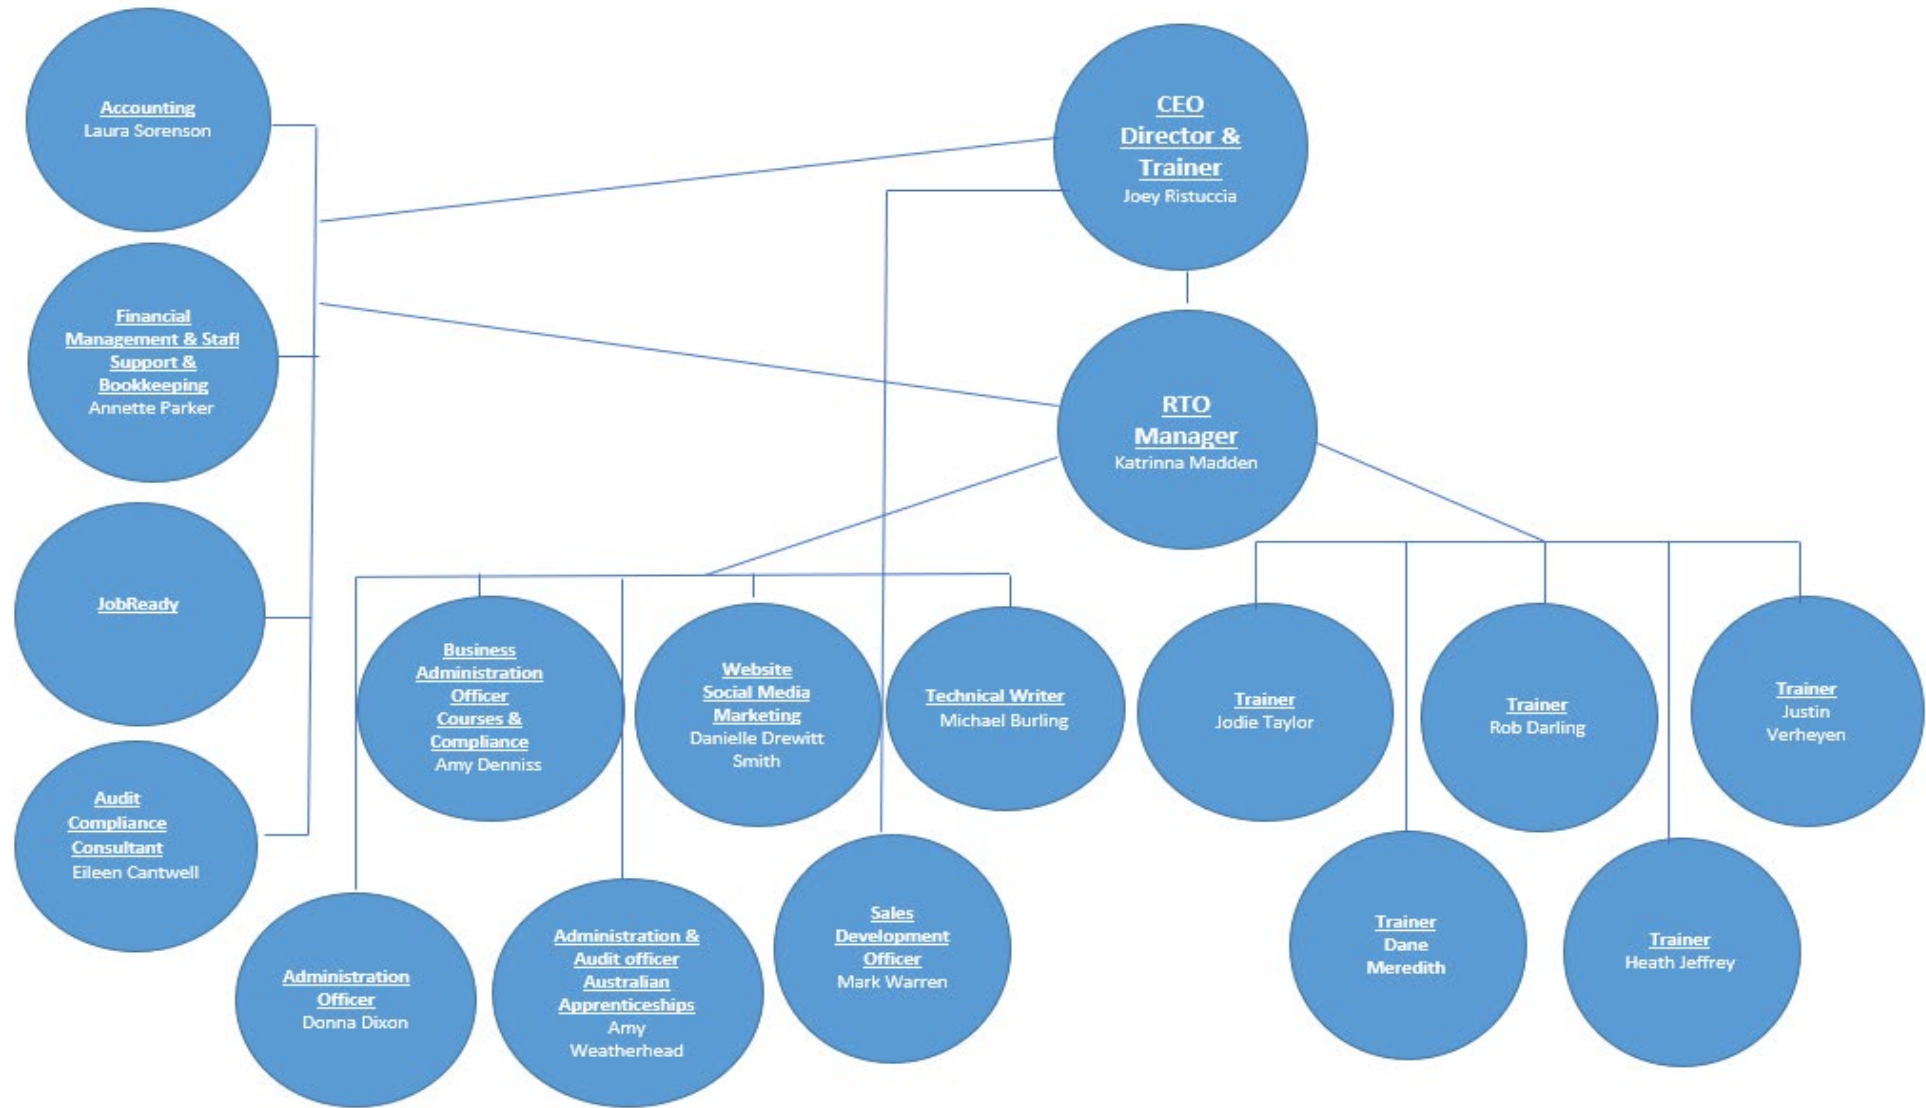 Accounting
Laura Sorenson
CEO
Director &
Trainer
Joey Ristuccia
Financial
Management & Staff
Support &
Bookkeeping
Annette Parker
RTO
Manager
Katrinna Madden
JobReady
Audit
Compliance
Consultant
Eileen Cantwell
Business
Administration
Officer
Courses &
Compliance
Amy Denniss
Website
Social Media
Marketing
Danielle Drewitt
Smith
Technical Writer
Michael Burling
Trainer
Jodie Taylor
Trainer
Rob Darling
Trainer
Justin
Verheyen
Administration
Officer
Donna Dixon
Administration &
Audit officer
Australian
Apprenticeships
Amy
Weatherhead
Sales
Development
Officer
Mark Warren
Trainer
Dane
Meredith
Trainer
Heath Jeffrey